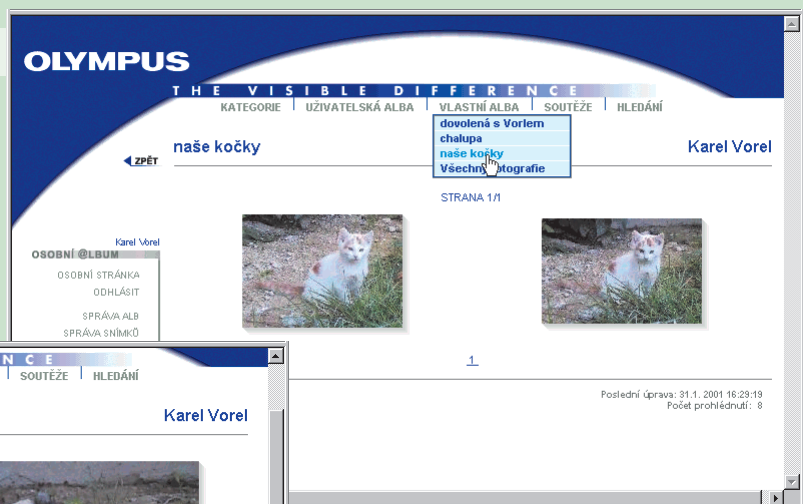 OLYMPUS
THE VISIBLE DIFFERENCE
KATEGORIE UŽIVATELSKÁ ALBA VLASTNÍ ALBA SOUTĚŽE HLEDÁNÍ
dovolená s Vorlem
chalupa
naše kočky
Všechny fotografie
ZPĚT
naše kočky
Karel Vorel
STRANA 1/1
Karel Vorel
OSOBNÍ @LBUM
OSOBNÍ STRÁNKA
ODHLÁSIT
SPRÁVA ALB
SPRÁVA SNÍMKŮ
1
Poslední úprava: 31.1. 2001 16:29:19
Počet prohlédnutí: 8
NCE
SOUTĚŽE HLEDÁNÍ
Karel Vorel